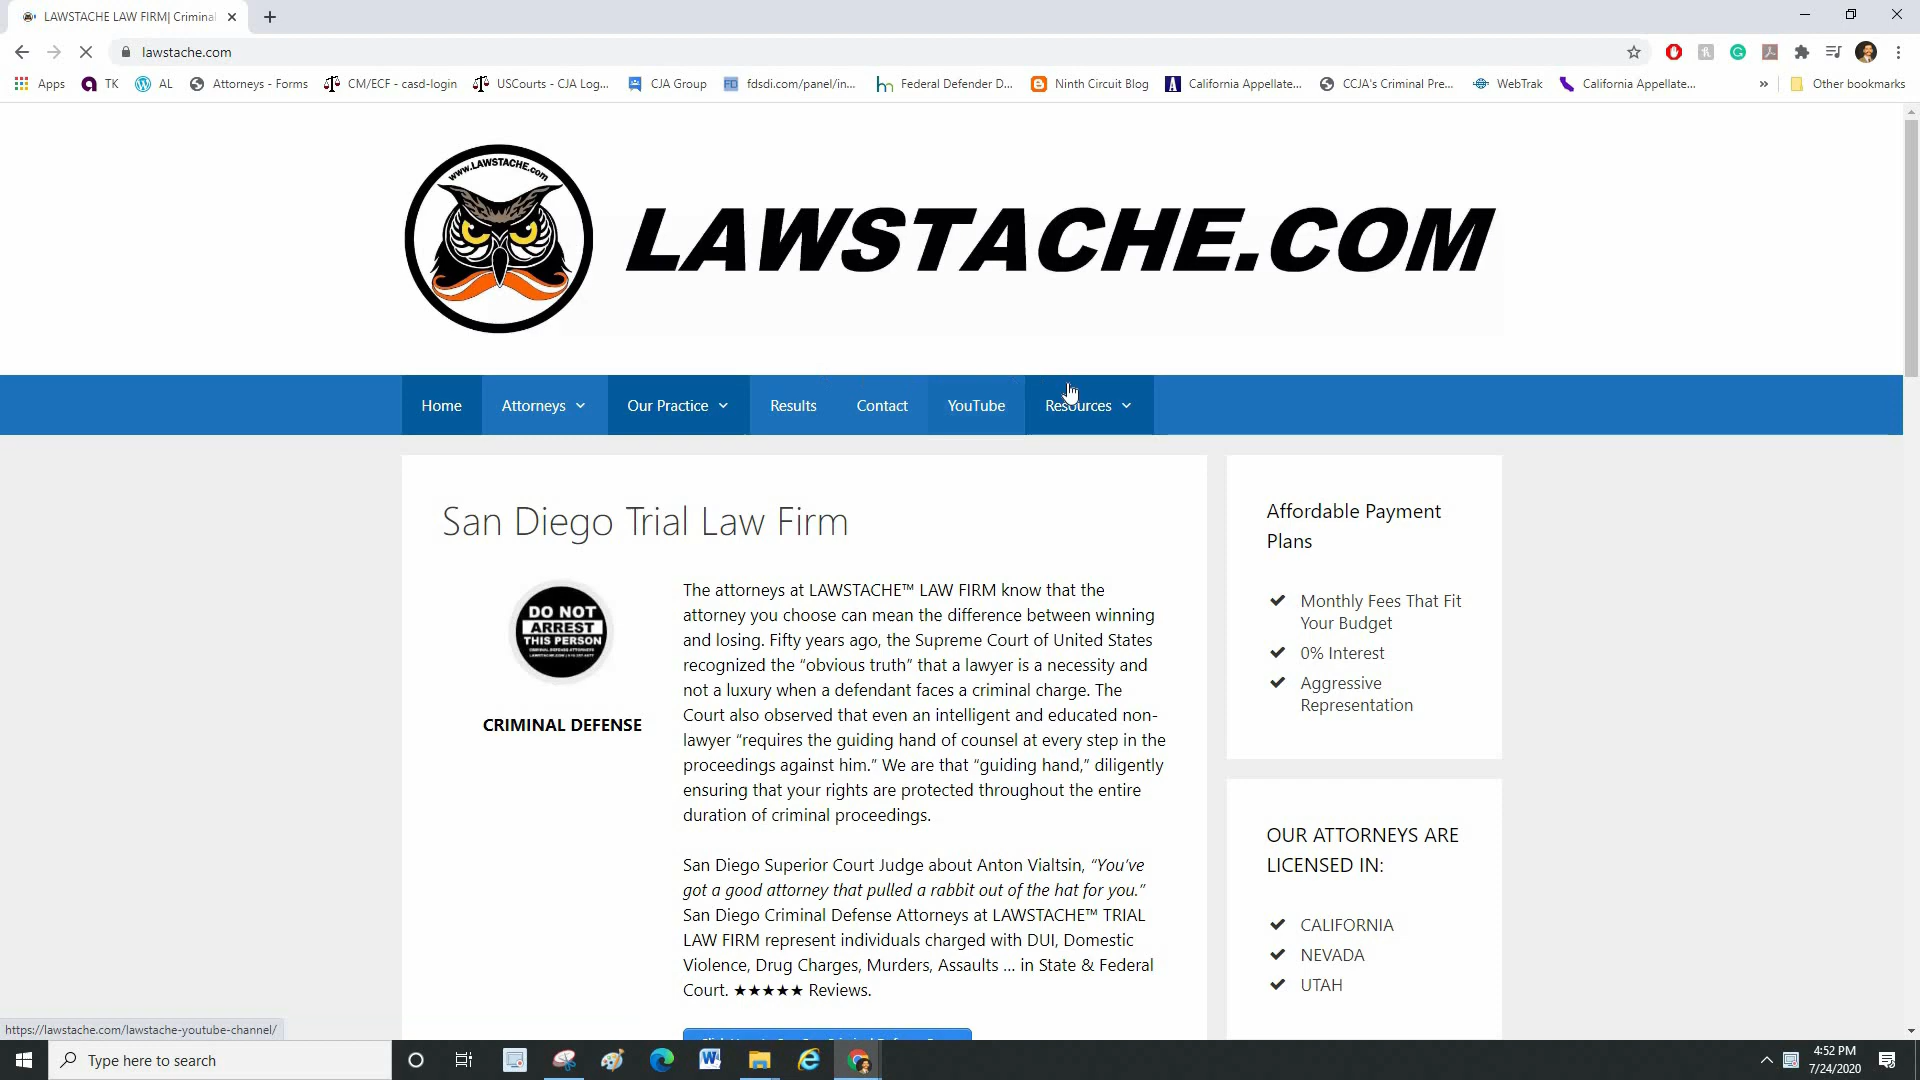 LAWSTACHE LAW FIRM| Criminal
lawstache.com
Apps TK AL Attorneys - Forms CM/ECF - casd-login USCourts - CJA Log... CJA Group fdsdi.com/panel/in... Federal Defender D... Ninth Circuit Blog California Appellate... CCJA's Criminal Pre... WebTrak California Appellate... » Other bookmarks
www.LAWSTACHE.com
LAWSTACHE.COM
Home Attorneys Our Practice Results Contact YouTube Resources
San Diego Trial Law Firm
DO NOT
ARREST
THIS PERSON
CRIMINAL DEFENSE ATTORNEYS
CRIMINAL DEFENSE
The attorneys at LAWSTACHE™ LAW FIRM know that the
attorney you choose can mean the difference between winning
and losing. Fifty years ago, the Supreme Court of United States
recognized the “obvious truth” that a lawyer is a necessity and
not a luxury when a defendant faces a criminal charge. The
Court also observed that even an intelligent and educated non-
lawyer “requires the guiding hand of counsel at every step in the
proceedings against him.” We are that “guiding hand,” diligently
ensuring that your rights are protected throughout the entire
duration of criminal proceedings.
San Diego Superior Court Judge about Anton Vialtsin, “You’ve
got a good attorney that pulled a rabbit out of the hat for you.”
San Diego Criminal Defense Attorneys at LAWSTACHE™ TRIAL
LAW FIRM represent individuals charged with DUI, Domestic
Violence, Drug Charges, Murders, Assaults ... in State & Federal
Court. ★★★★★ Reviews.
Affordable Payment
Plans
Monthly Fees That Fit
Your Budget
0% Interest
Aggressive
Representation
OUR ATTORNEYS ARE
LICENSED IN:
CALIFORNIA
NEVADA
UTAH
https://lawstache.com/lawstache-youtube-channel/
Type here to search
4:52 PM
7/24/2020